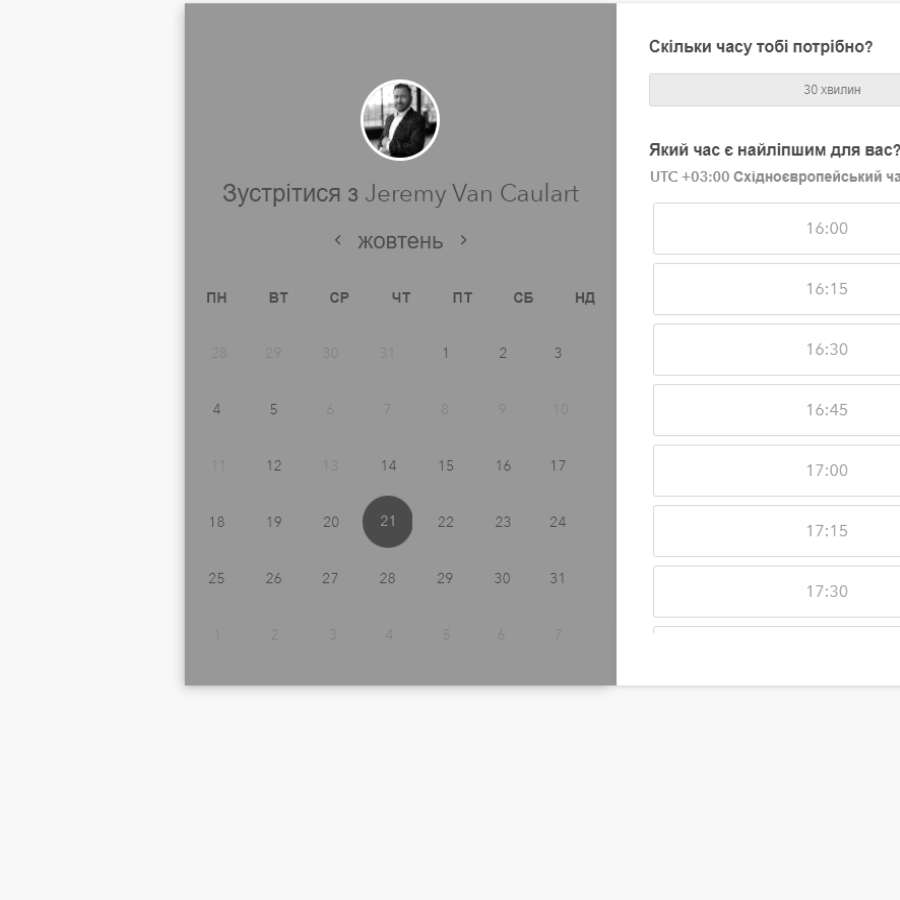 Зустрітися з Jeremy Van Caulart
жовтень
ПН ВТ СР ЧТ ПТ СБ НД
28 29 30 31 1 2 3
4 5 6 7 8 9 10
11 12 13 14 15 16 17
18 19 20 21 22 23 24
25 26 27 28 29 30 31
1 2 3 4 5 6 7
Скільки часу тобі потрібно?
30 хвилин
Який час є найліпшим для вас?
UTC +03:00 Східноєвропейський ча
16:00
16:15
16:30
16:45
17:00
17:15
17:30